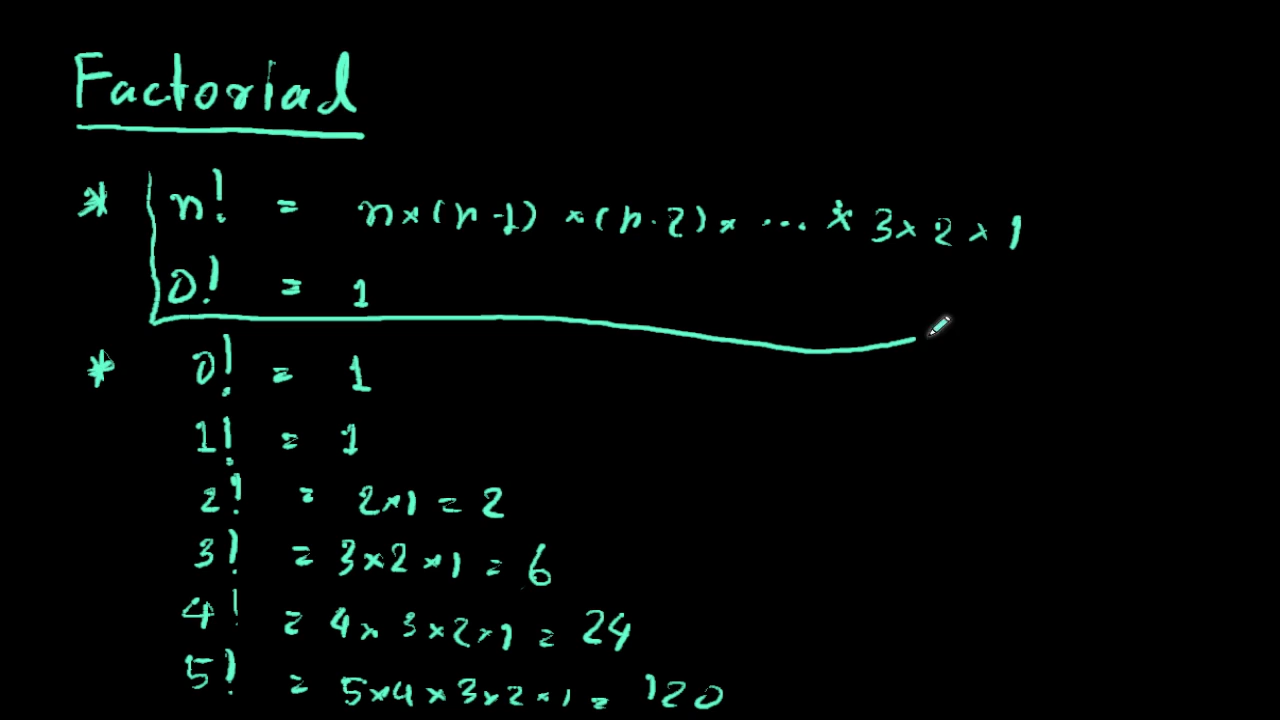 Factorial
* n! = n × (n-1) × (n-2) × ... × 3 × 2 × 1
0! = 1
* 0! = 1
1! = 1
2! = 2×1 = 2
3! = 3×2×1 = 6
4! = 4×3×2×1 = 24
5! = 5×4×3×2×1 = 120